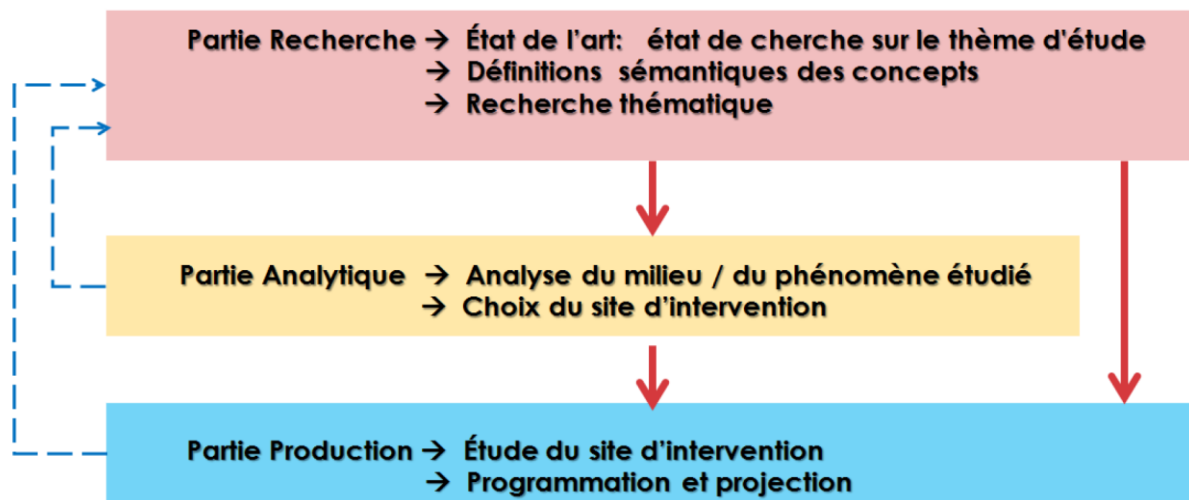 Partie Recherche → État de l'art: état de cherche sur le thème d'étude
→ Définitions sémantiques des concepts
→ Recherche thématique
Partie Analytique → Analyse du milieu / du phénomène étudié
→ Choix du site d'intervention
Partie Production → Étude du site d'intervention
→ Programmation et projection